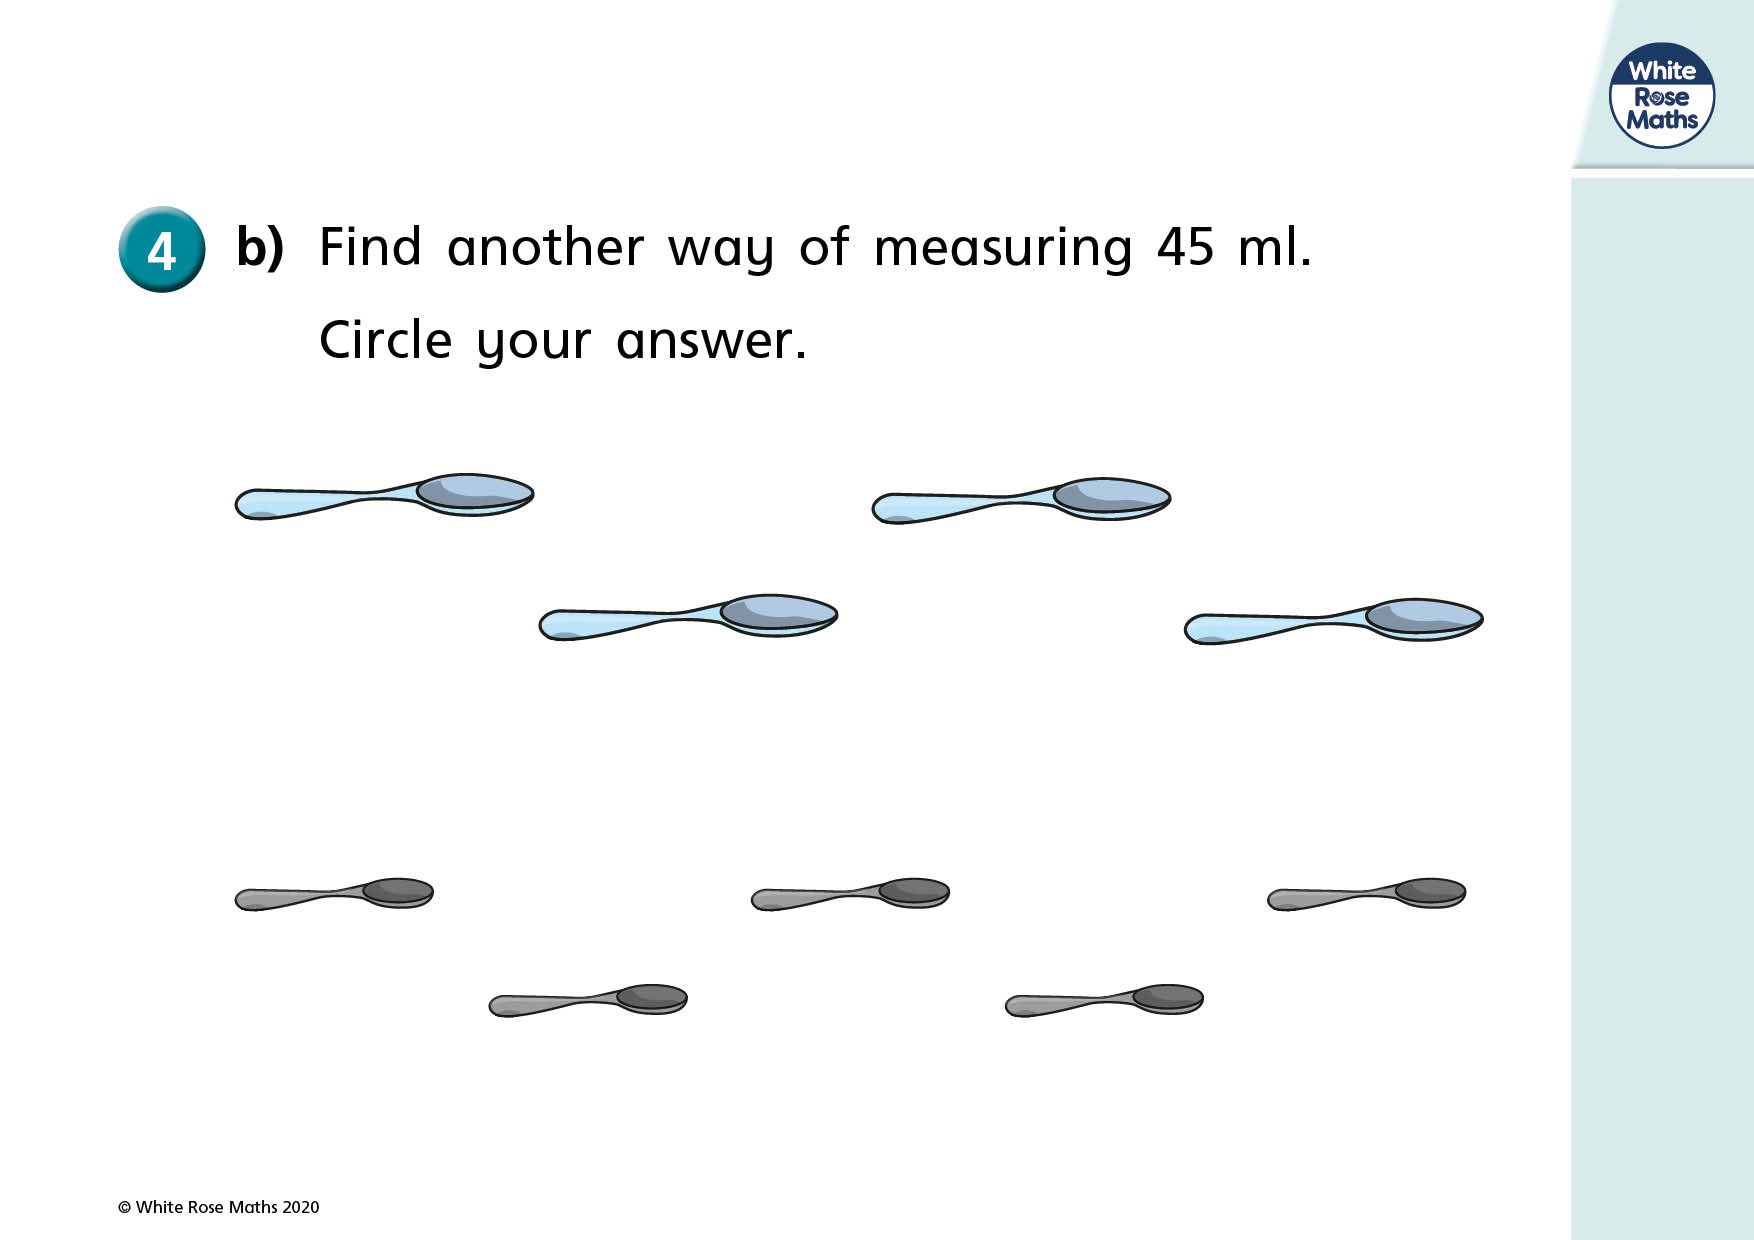 White
Rose
Maths
4 b) Find another way of measuring 45 ml.
Circle your answer.
© White Rose Maths 2020